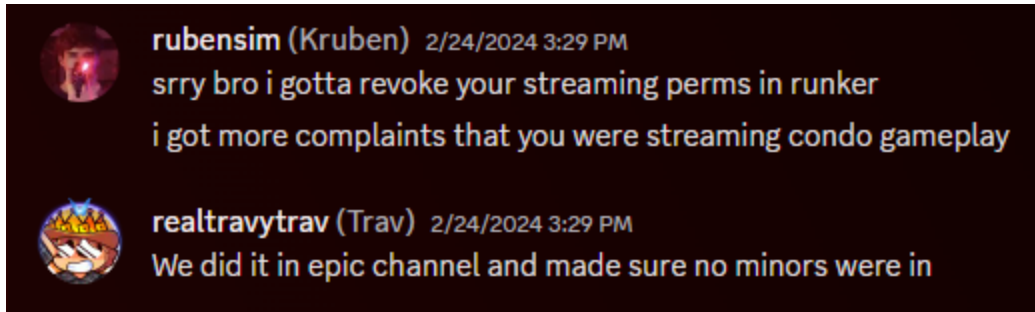 rubensim (Kruben) 2/24/2024 3:29 PM
srry bro i gotta revoke your streaming perms in runker
i got more complaints that you were streaming condo gameplay
realtravytrav (Trav) 2/24/2024 3:29 PM
We did it in epic channel and made sure no minors were in